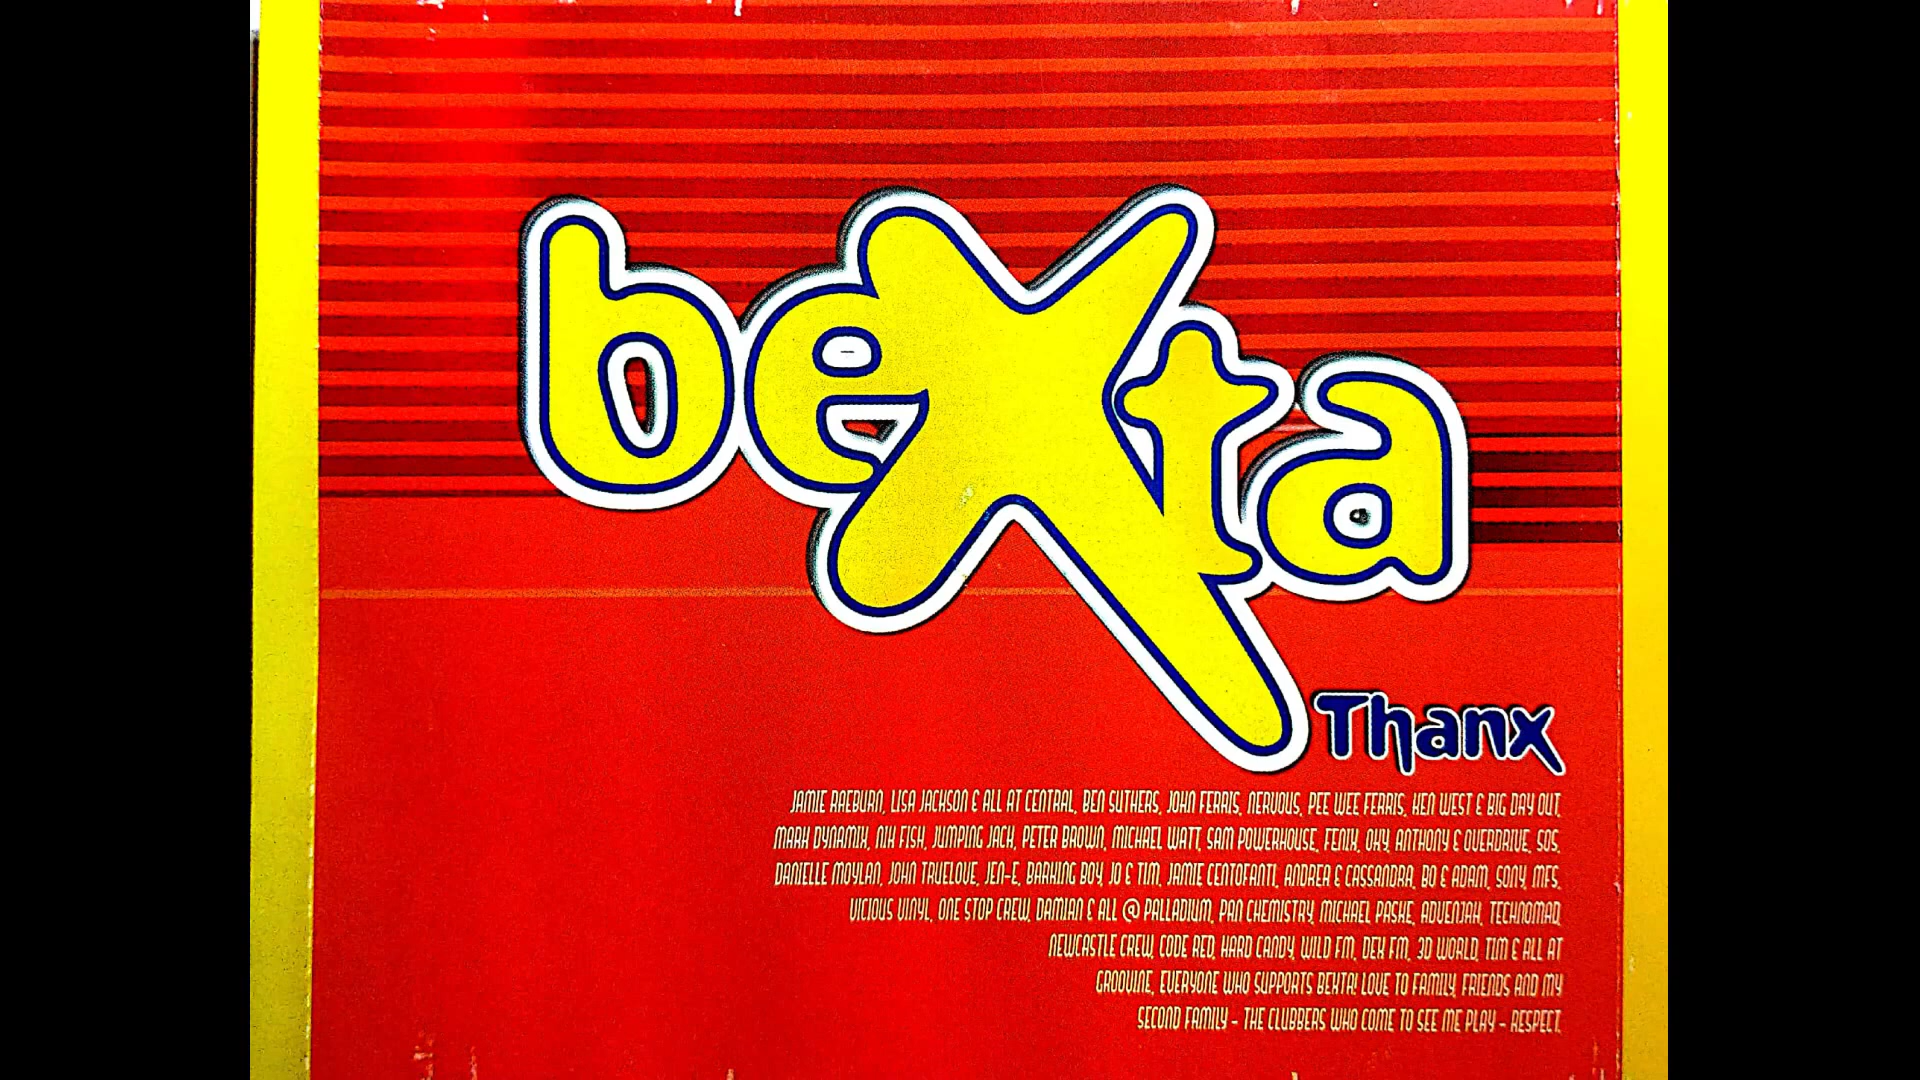 bexta
Thanx
JAMIE RAEBURN, LISA JACKSON & ALL AT CENTRAL, BEN SUTHERS, JOHN FERRIS, NERVOUS, PEE WEE FERRIS, KEN WEST & BIG DAY OUT,
MARK DYNAMIX, NIK FISH, JUMPING JACK, PETER BROWN, MICHAEL WATT, SAM POWERHOUSE, FENIX, OXY, ANTHONY & OVERDRIVE, SOS,
DANIELLE MOYLAN, JOHN TRUELOVE, JEN-E, BARKING BOY, JO & TIM, JAMIE CENTOFANTI, ANDREA & CASSANDRA, BO & ADAM, SONY, MFS,
VICIOUS VINYL, ONE STOP CREW, DAMIAN & ALL @ PALLADIUM, PAN CHEMISTRY, MICHAEL PASKE, ADVENJAH, TECHNOMAD,
NEWCASTLE CREW, CODE RED, HARD CANDY, WILD FM, DEX FM, 3D WORLD, TIM & ALL AT
GROOVINE, EVERYONE WHO SUPPORTS BEXTA! LOVE TO FAMILY, FRIENDS AND MY
SECOND FAMILY - THE CLUBBERS WHO COME TO SEE ME PLAY - RESPECT.